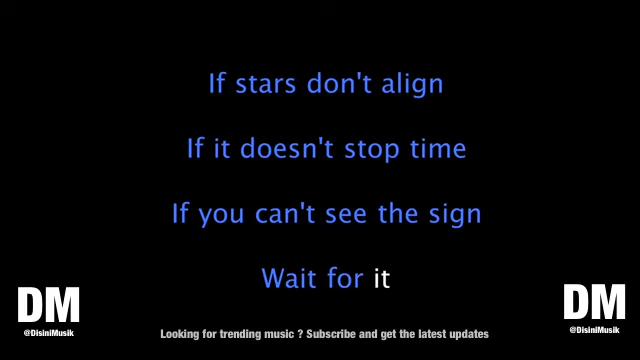 If stars don't align
If it doesn't stop time
If you can't see the sign
Wait for it
DM
@DisiniMusik
DM
@DisiniMusik
Looking for trending music ? Subscribe and get the latest updates